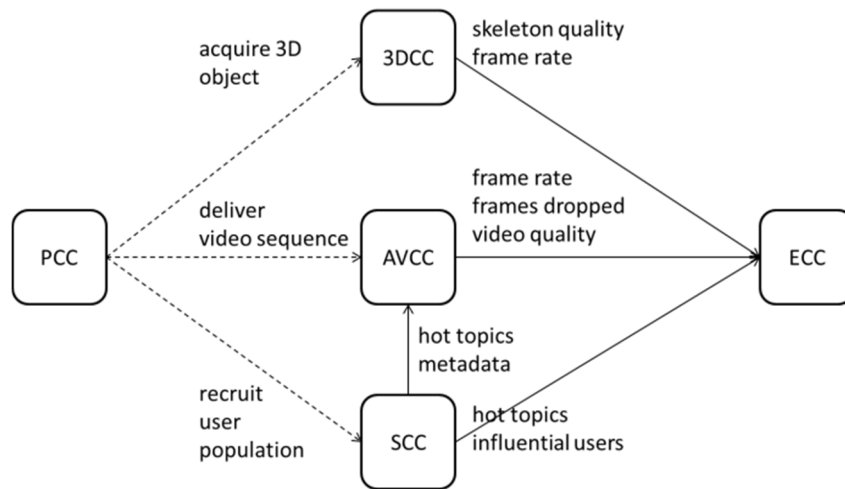 acquire 3D
object
3DCC
skeleton quality
frame rate
PCC
deliver
video sequence
AVCC
frame rate
frames dropped
video quality
ECC
hot topics
metadata
recruit
user
population
SCC
hot topics
influential users